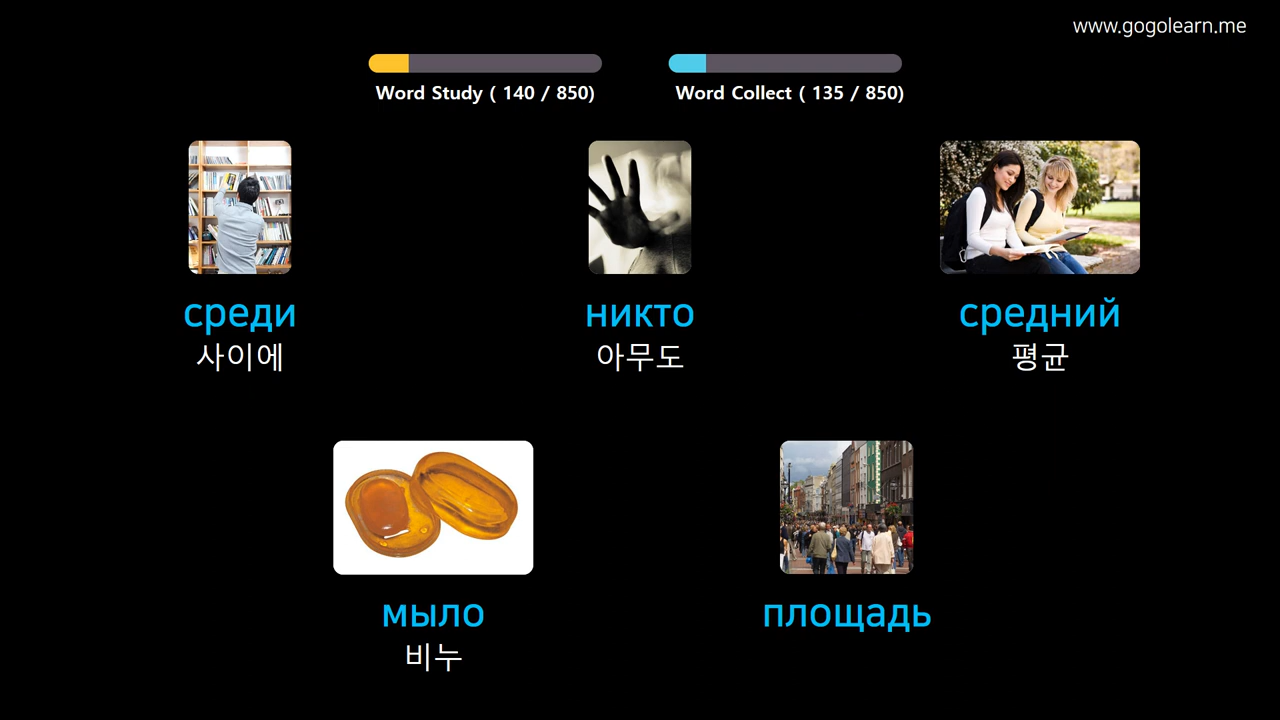 www.gogolearn.me
Word Study ( 140 / 850)
Word Collect ( 135 / 850)
среди
사이에
никто
아무도
средний
평균
мыло
비누
площадь